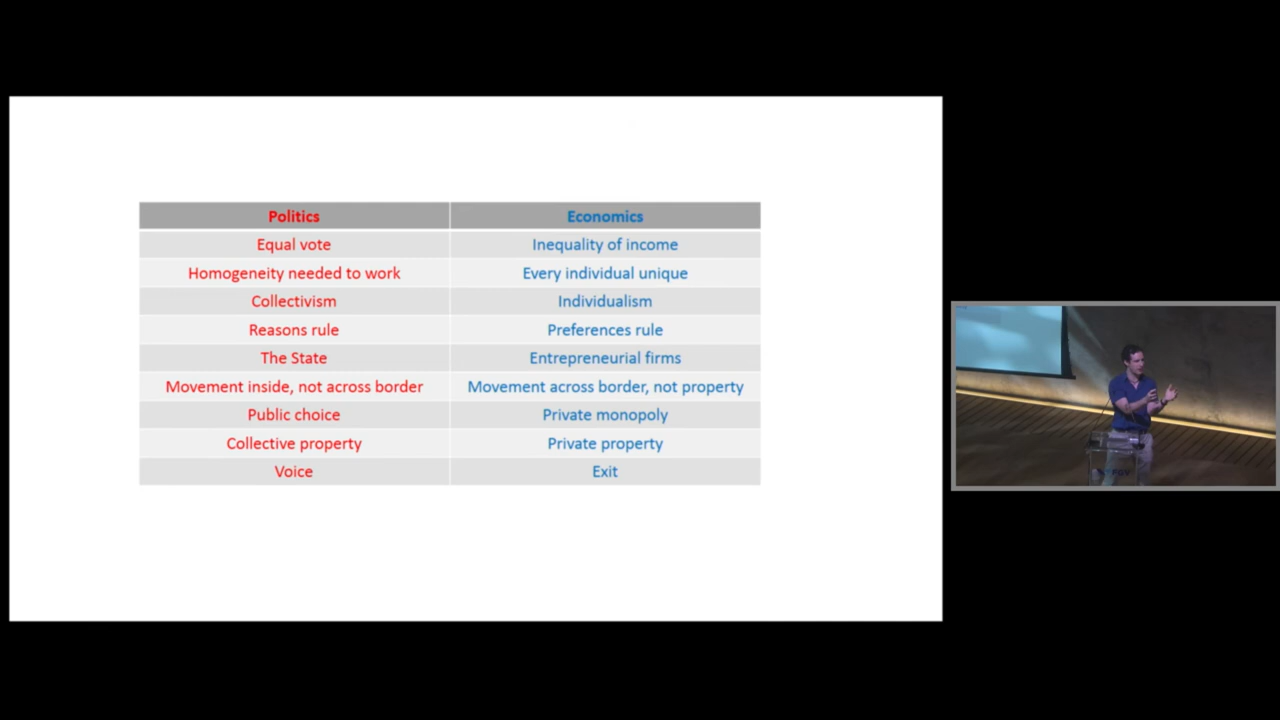 Politics Economics
Equal vote Inequality of income
Homogeneity needed to work Every individual unique
Collectivism Individualism
Reasons rule Preferences rule
The State Entrepreneurial firms
Movement inside, not across border Movement across border, not property
Public choice Private monopoly
Collective property Private property
Voice Exit
FGV